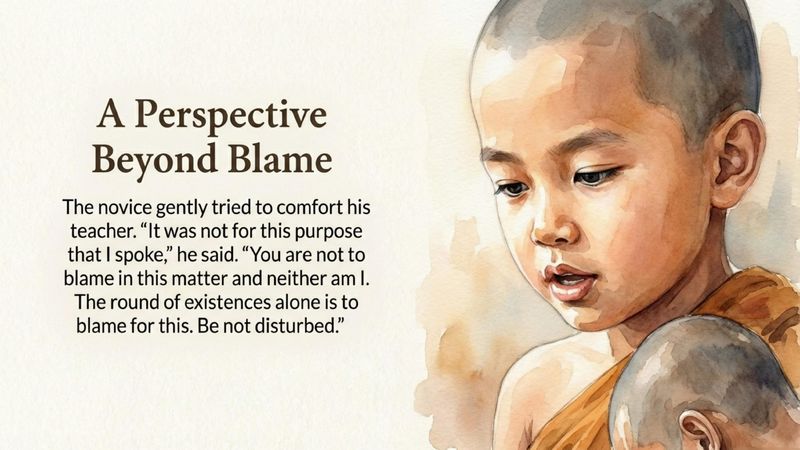 A Perspective
Beyond Blame
The novice gently tried to comfort his
teacher. “It was not for this purpose
that I spoke,” he said. “You are not to
blame in this matter and neither am I.
The round of existences alone is to
blame for this. Be not disturbed.”